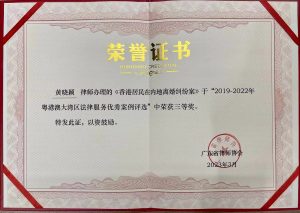 荣誉证书
黄晓颖 律师办理的《香港居民在内地离婚纠纷案》于“2019-2022年
粤港澳大湾区法律服务优秀案例评选”中荣获三等奖。
特发此证，以资鼓励。
广东省律师协会
2023年3月